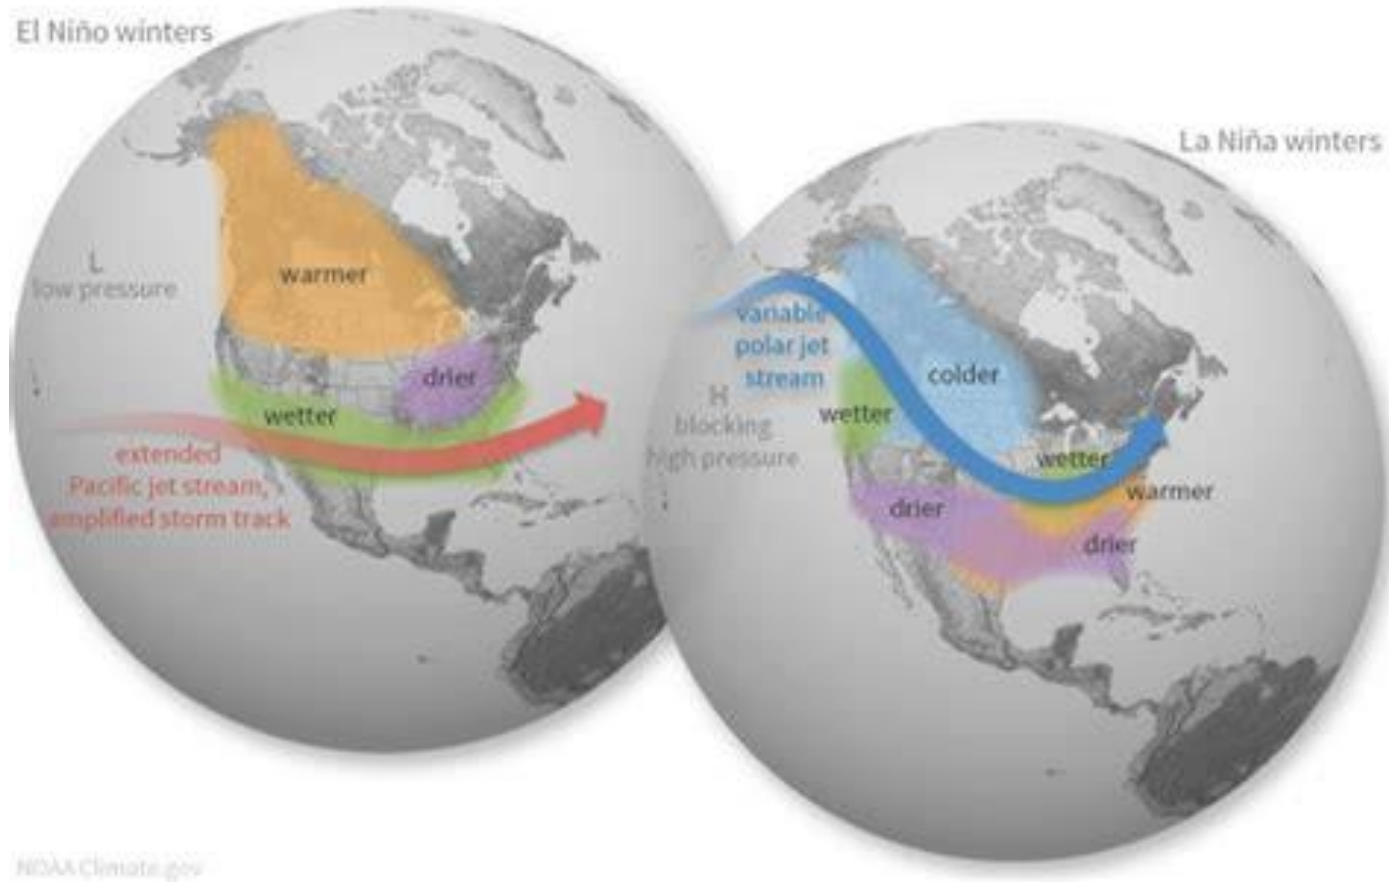 El Niño winters
La Niña winters
L
low pressure
warmer
drier
wetter
extended
Pacific jet stream,
amplified storm track
variable
polar jet
stream
H
blocking
high pressure
colder
wetter
wetter
warmer
drier
drier
NOAA Climate.gov